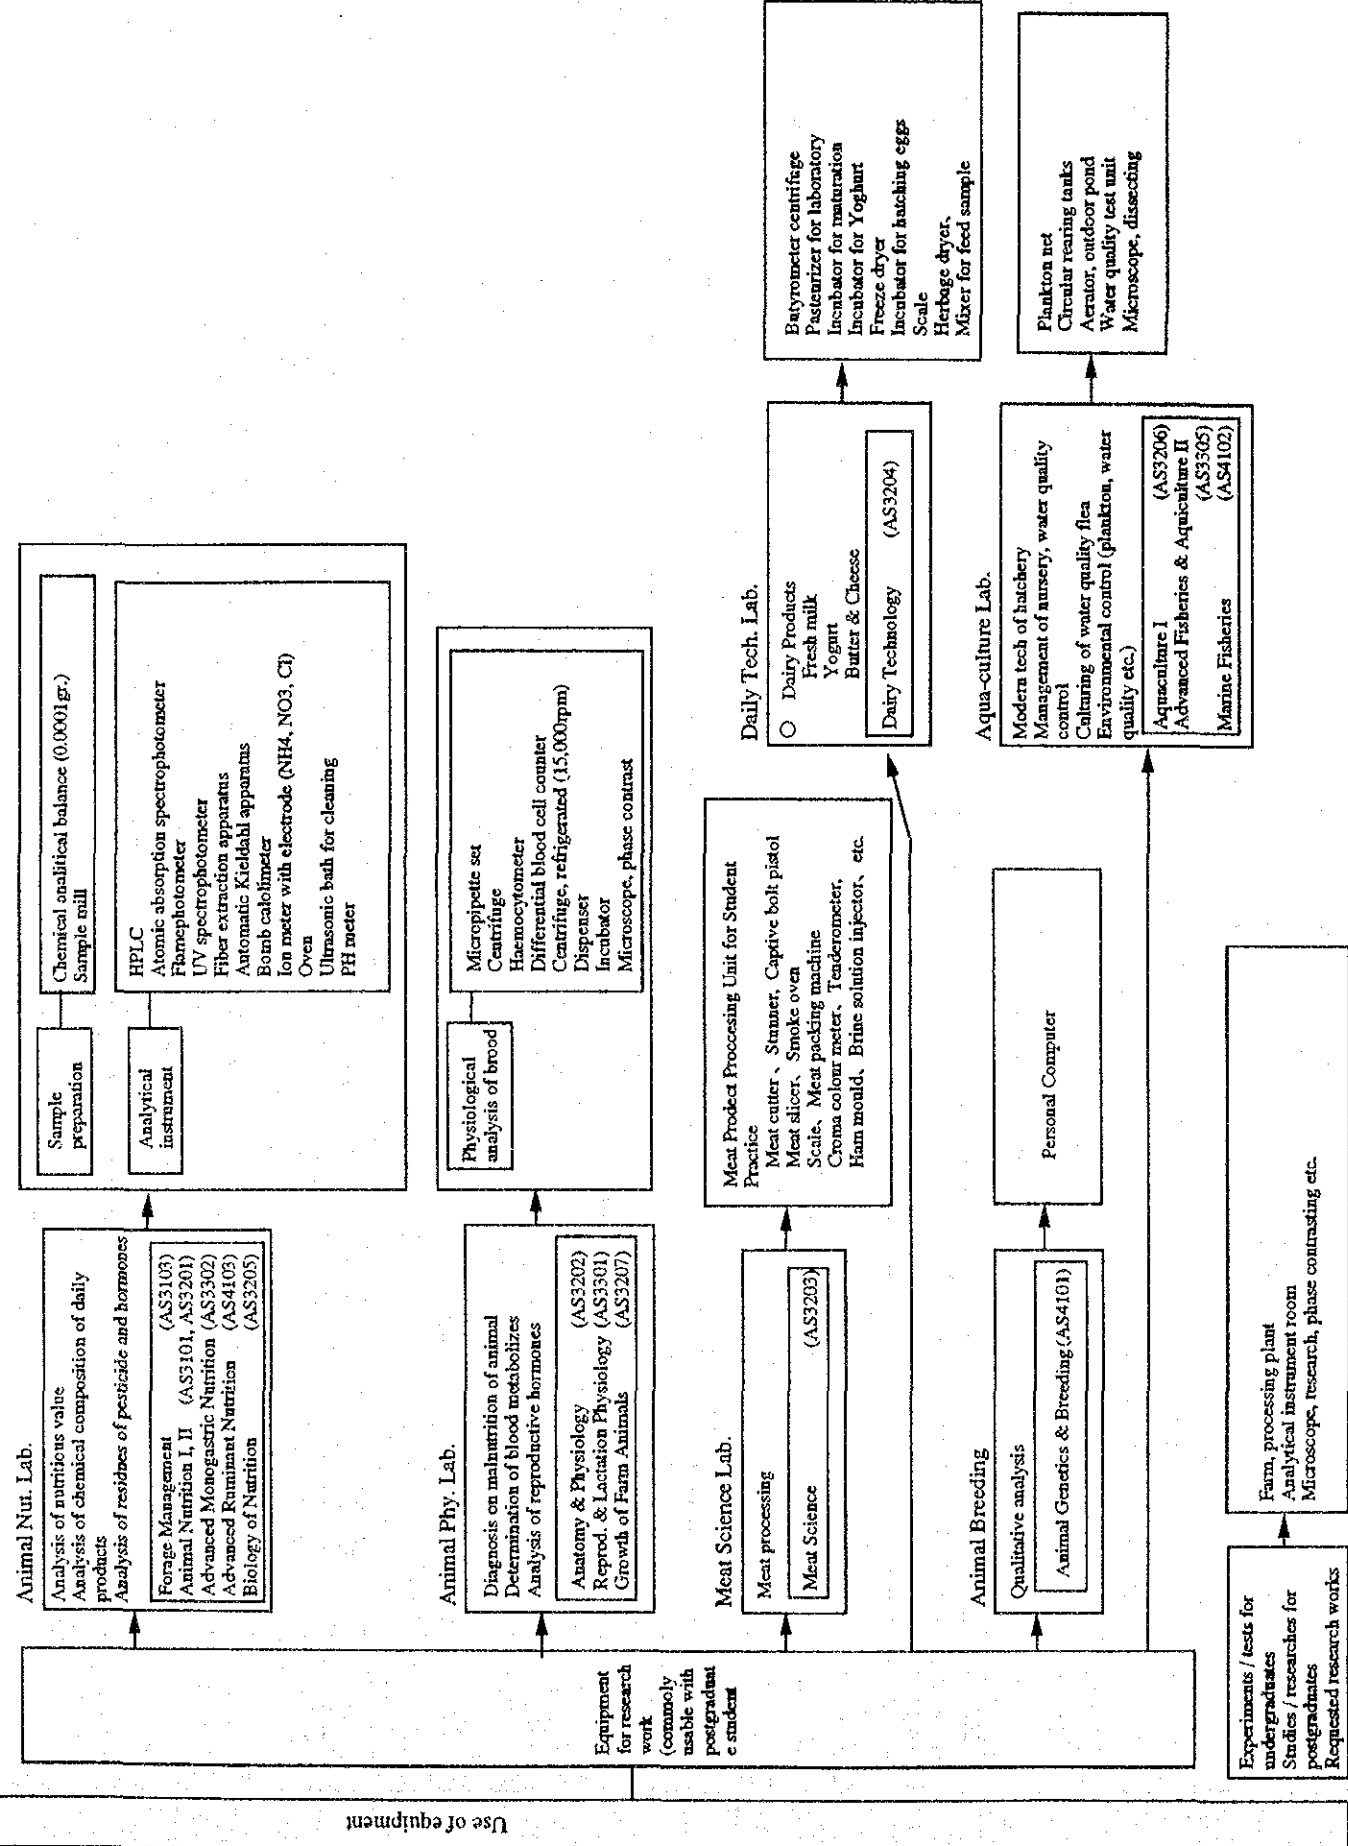 Use of equipment
Equipment
for research
work
(commoly
usable with
postgraduat
e student
Animal Nut. Lab.
Analysis of nutritious value
Analysis of chemical composition of daily
products
Analysis of residues of pesticide and hormones
Forage Management (AS3103)
Animal Nutrition I, II (AS3101, AS3201)
Advanced Monogastric Nutrition (AS3302)
Advanced Ruminant Nutrition (AS4103)
Biology of Nutrition (AS3205)
Sample
preparation
Chemical analitical balance (0.0001gr.)
Sample mill
Analytical
instrument
HPLC
Atomic absorption spectrophotometer
Flamephotometer
UV spectrophotometer
Fiber extraction apparatus
Automatic Kieldahl apparatus
Bomb calolimeter
Ion meter with electrode (NH4, NO3, Cl)
Oven
Ultrasonic bath for cleaning
PH meter
Animal Phy. Lab.
Diagnosis on malnutrition of animal
Determination of blood metabolizes
Analysis of reproductive hormones
Anatomy & Physiology (AS3202)
Reprod. & Lactation Physiology (AS3301)
Growth of Farm Animals (AS3207)
Physiological
analysis of brood
Micropipette set
Centrifuge
Haemocytometer
Differential blood cell counter
Centrifuge, refrigerated (15,000rpm)
Dispenser
Incubator
Microscope, phase contrast
Meat Science Lab.
Meat processing
Meat Science (AS3203)
Meat Prodect Proccesing Unit for Student
Practice
Meat cutter、Stunner, Captive bolt pistol
Meat slicer、Smoke oven
Scale、Meat packing machine
Croma colour meter、Tenderometer,
Ham mould、Brine solution injector、etc.
Daily Tech. Lab.
○ Dairy Products
Fresh milk
Yogurt
Butter & Cheese
Dairy Technology (AS3204)
Butyrometer centrifuge
Pasteurizer for laboratory
Incubator for maturation
Incubator for Yoghurt
Freeze dryer
Incubator for hatching eggs
Scale
Herbage dryer、
Mixer for feed sample
Animal Breeding
Qualitative analysis
Animal Genetics & Breeding (AS4101)
Personal Computer
Aqua-culture Lab.
Modern tech of hatchery
Management of nursery, water quality
control
Culturing of water quality flea
Environmental control (plankton, water
quality etc.)
Aquaculture I (AS3206)
Advanced Fisheries & Aquiculture II
(AS3305)
Marine Fisheries (AS4102)
Plankton net
Circular rearing tanks
Aerator, outdoor pond
Water quality test unit
Microscope, dissecting
Experiments / tests for
undergraduates
Studies / researches for
postgraduates
Requested research works
Farm, processing plant
Analytical instrument room
Microscope, research, phase contrasting etc.